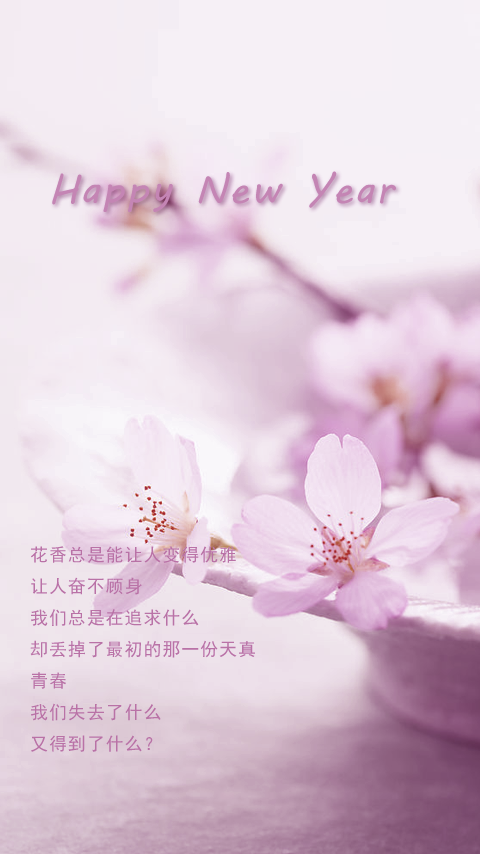 Happy New Year
花香总是能让人变得优雅
让人奋不顾身
我们总是在追求什么
却丢掉了最初的那一份天真
青春
我们失去了什么
又得到了什么？